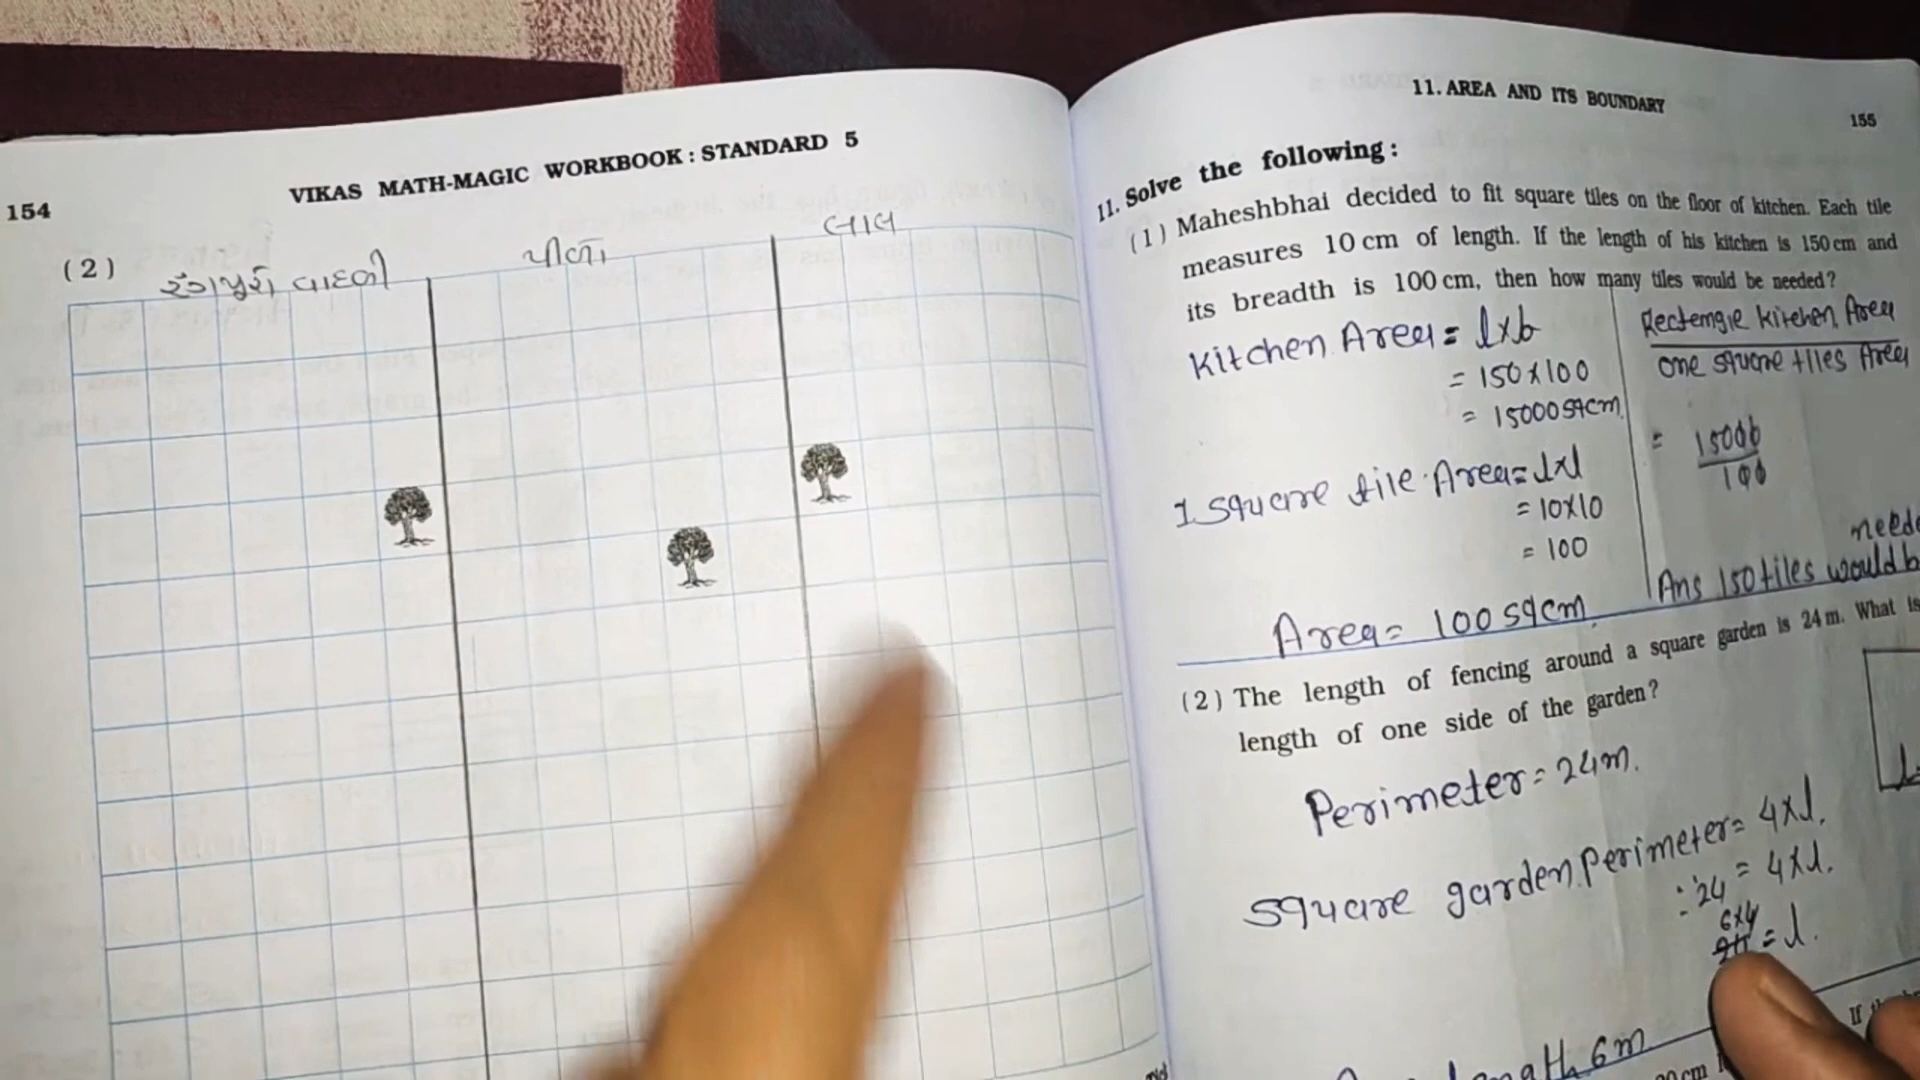 154
VIKAS MATH-MAGIC WORKBOOK : STANDARD 5
(2)
પીળો
લાલ
11. AREA AND ITS BOUNDARY
155
11. Solve the following :
(1) Maheshbhai decided to fit square tiles on the floor of kitchen. Each tile
measures 10 cm of length. If the length of his kitchen is 150 cm and
its breadth is 100 cm, then how many tiles would be needed?
Kitchen Area = l×b
= 150×100
= 15000 sqcm.
1 square tile Area = l×l
= 10×10
= 100
Area = 100 sqcm.
Kitchen Area
one square tiles Area
= 15000
100
Ans 150 tiles would b
(2) The length of fencing around a square garden is 24 m. What is
length of one side of the garden?
Perimeter = 24m.
square garden perimeter = 4×l.
∴ 24 = 4×l.
6×4
= l.
If
length 6m